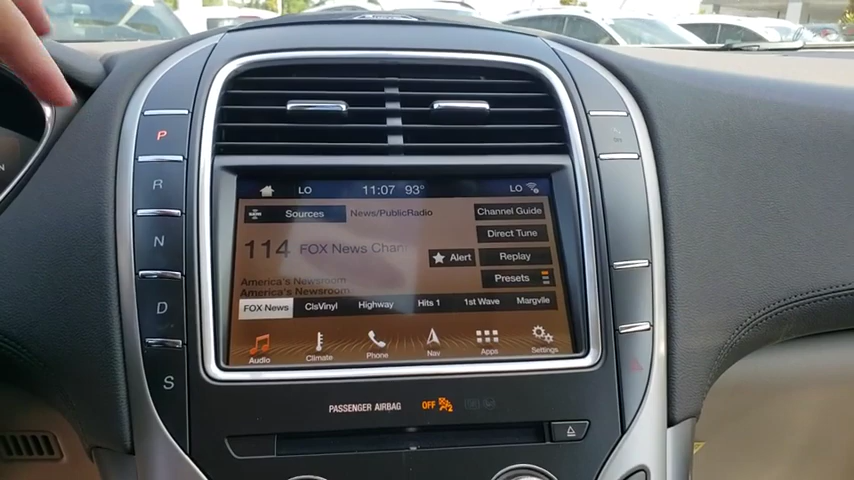 P
R
N
D
S
LO 11:07 93° LO
Sources News/PublicRadio Channel Guide
Direct Tune
114 FOX News Chan
Alert Replay
Presets
America's Newsroom
America's Newsroom
FOX News ClsVinyl Highway Hits 1 1st Wave Margvlle
Audio Climate Phone Nav Apps Settings
PASSENGER AIRBAG OFF 2